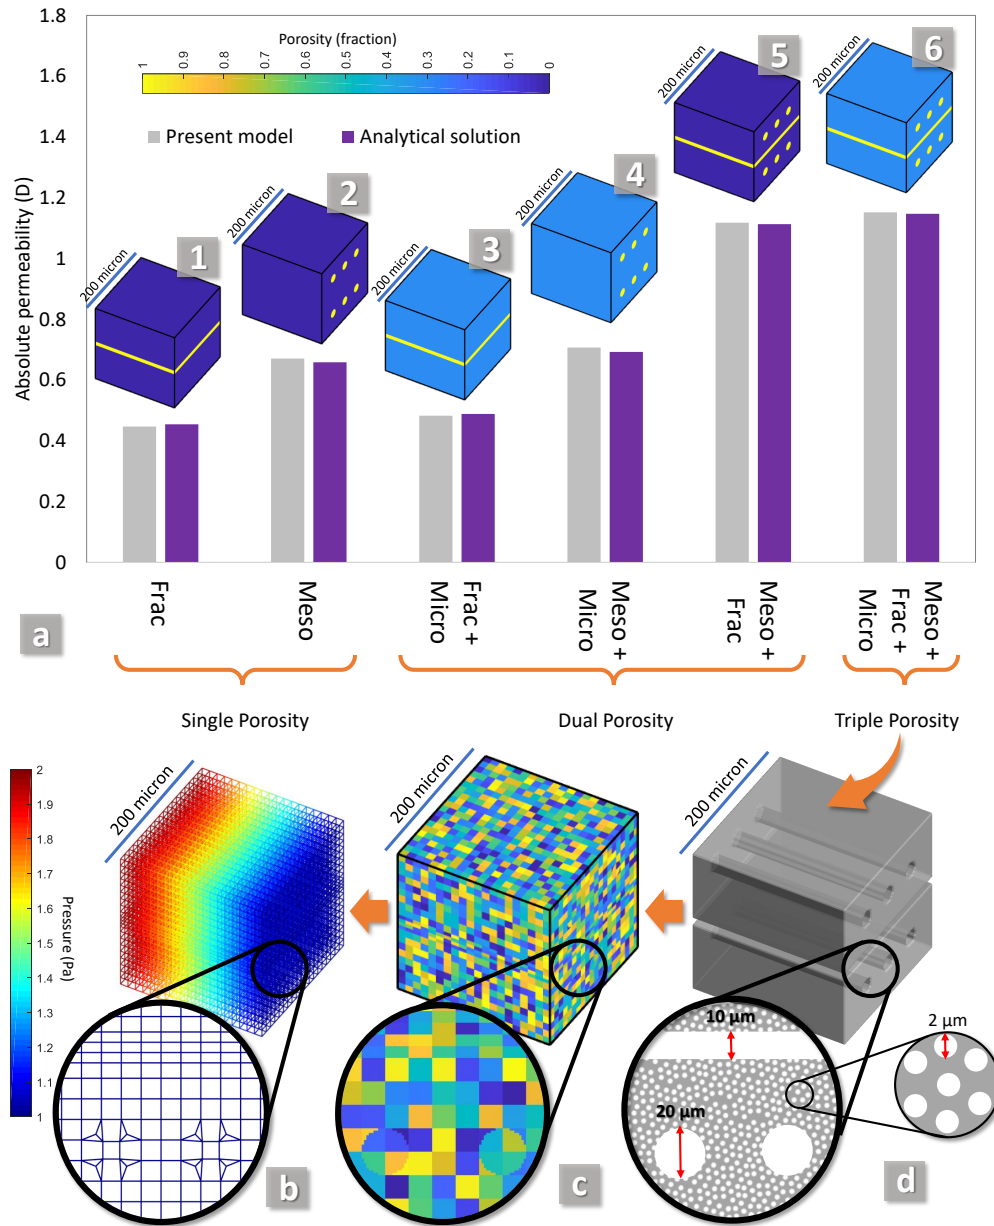 1.8
1.6
1.4
1.2
1
0.8
0.6
0.4
0.2
0
Absolute permeability (D)
Porosity (fraction)
1
0.9
0.8
0.7
0.6
0.5
0.4
0.3
0.2
0.1
0
Present model
Analytical solution
200 micron
1
200 micron
2
200 micron
3
200 micron
4
200 micron
5
200 micron
6
Frac
Meso
Frac +
Micro
Meso +
Micro
Meso +
Frac
Meso +
Frac +
Micro
a
Single Porosity
Dual Porosity
Triple Porosity
2
1.9
1.8
1.7
1.6
1.5
1.4
1.3
1.2
1.1
1
Pressure (Pa)
200 micron
200 micron
200 micron
10 µm
20 µm
2 µm
b
c
d